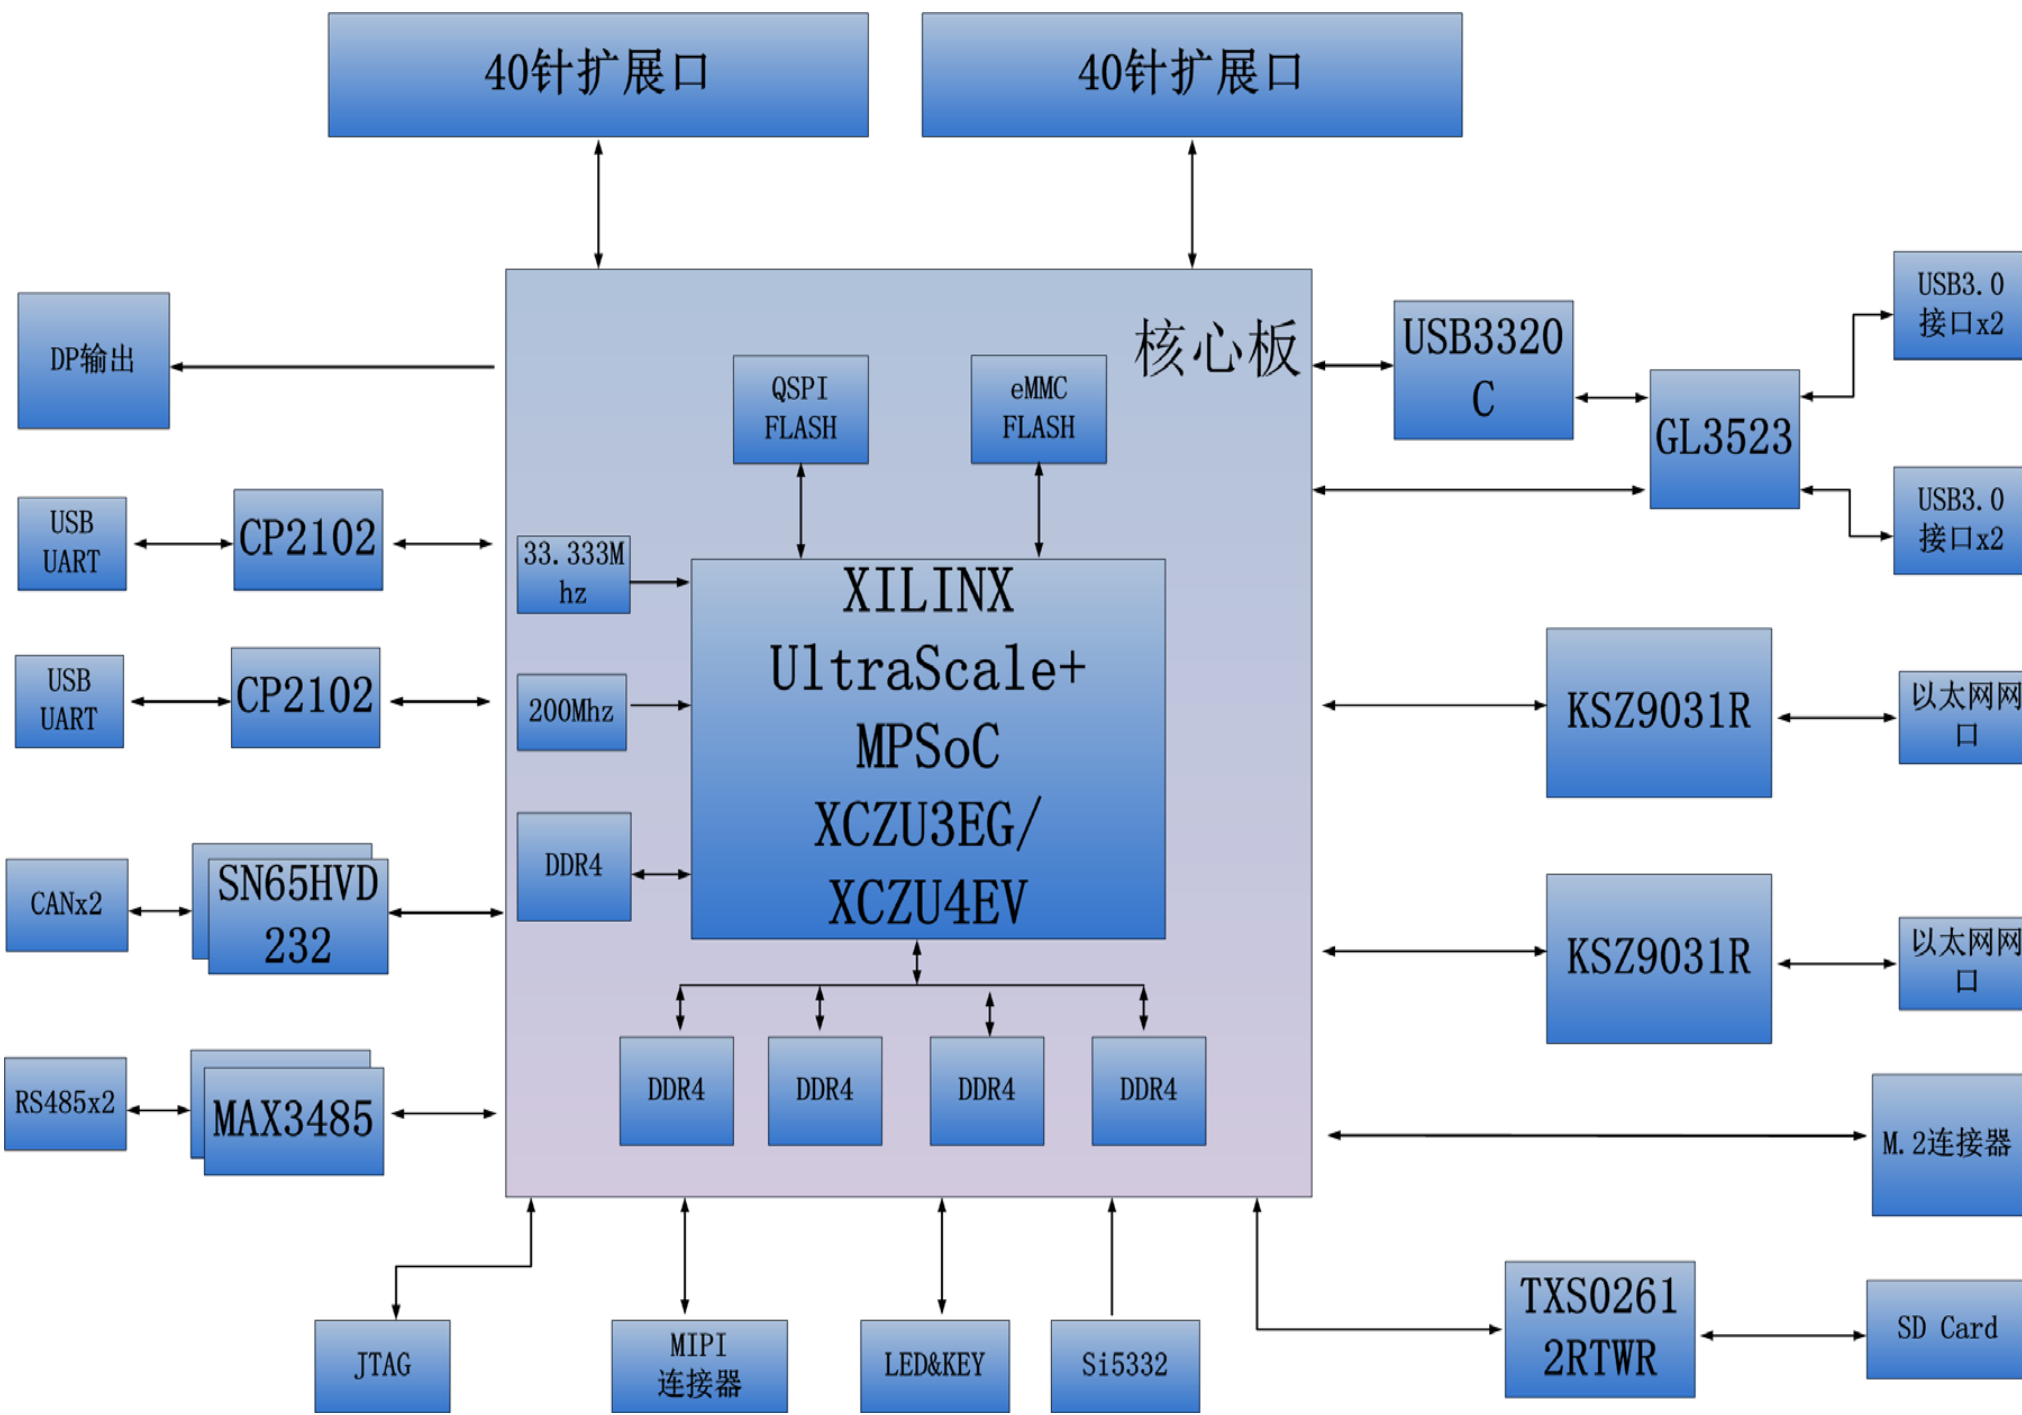 40针扩展口
40针扩展口
核心板
DP输出
QSPI
FLASH
eMMC
FLASH
USB3320
C
GL3523
USB3.0
接口x2
USB3.0
接口x2
USB
UART
CP2102
33.333M
hz
XILINX
UltraScale+
MPSoC
XCZU3EG/
XCZU4EV
USB
UART
CP2102
200Mhz
KSZ9031R
以太网网
口
CANx2
SN65HVD
232
DDR4
KSZ9031R
以太网网
口
RS485x2
MAX3485
DDR4
DDR4
DDR4
DDR4
M.2连接器
JTAG
MIPI
连接器
LED&KEY
Si5332
TXS0261
2RTWR
SD Card